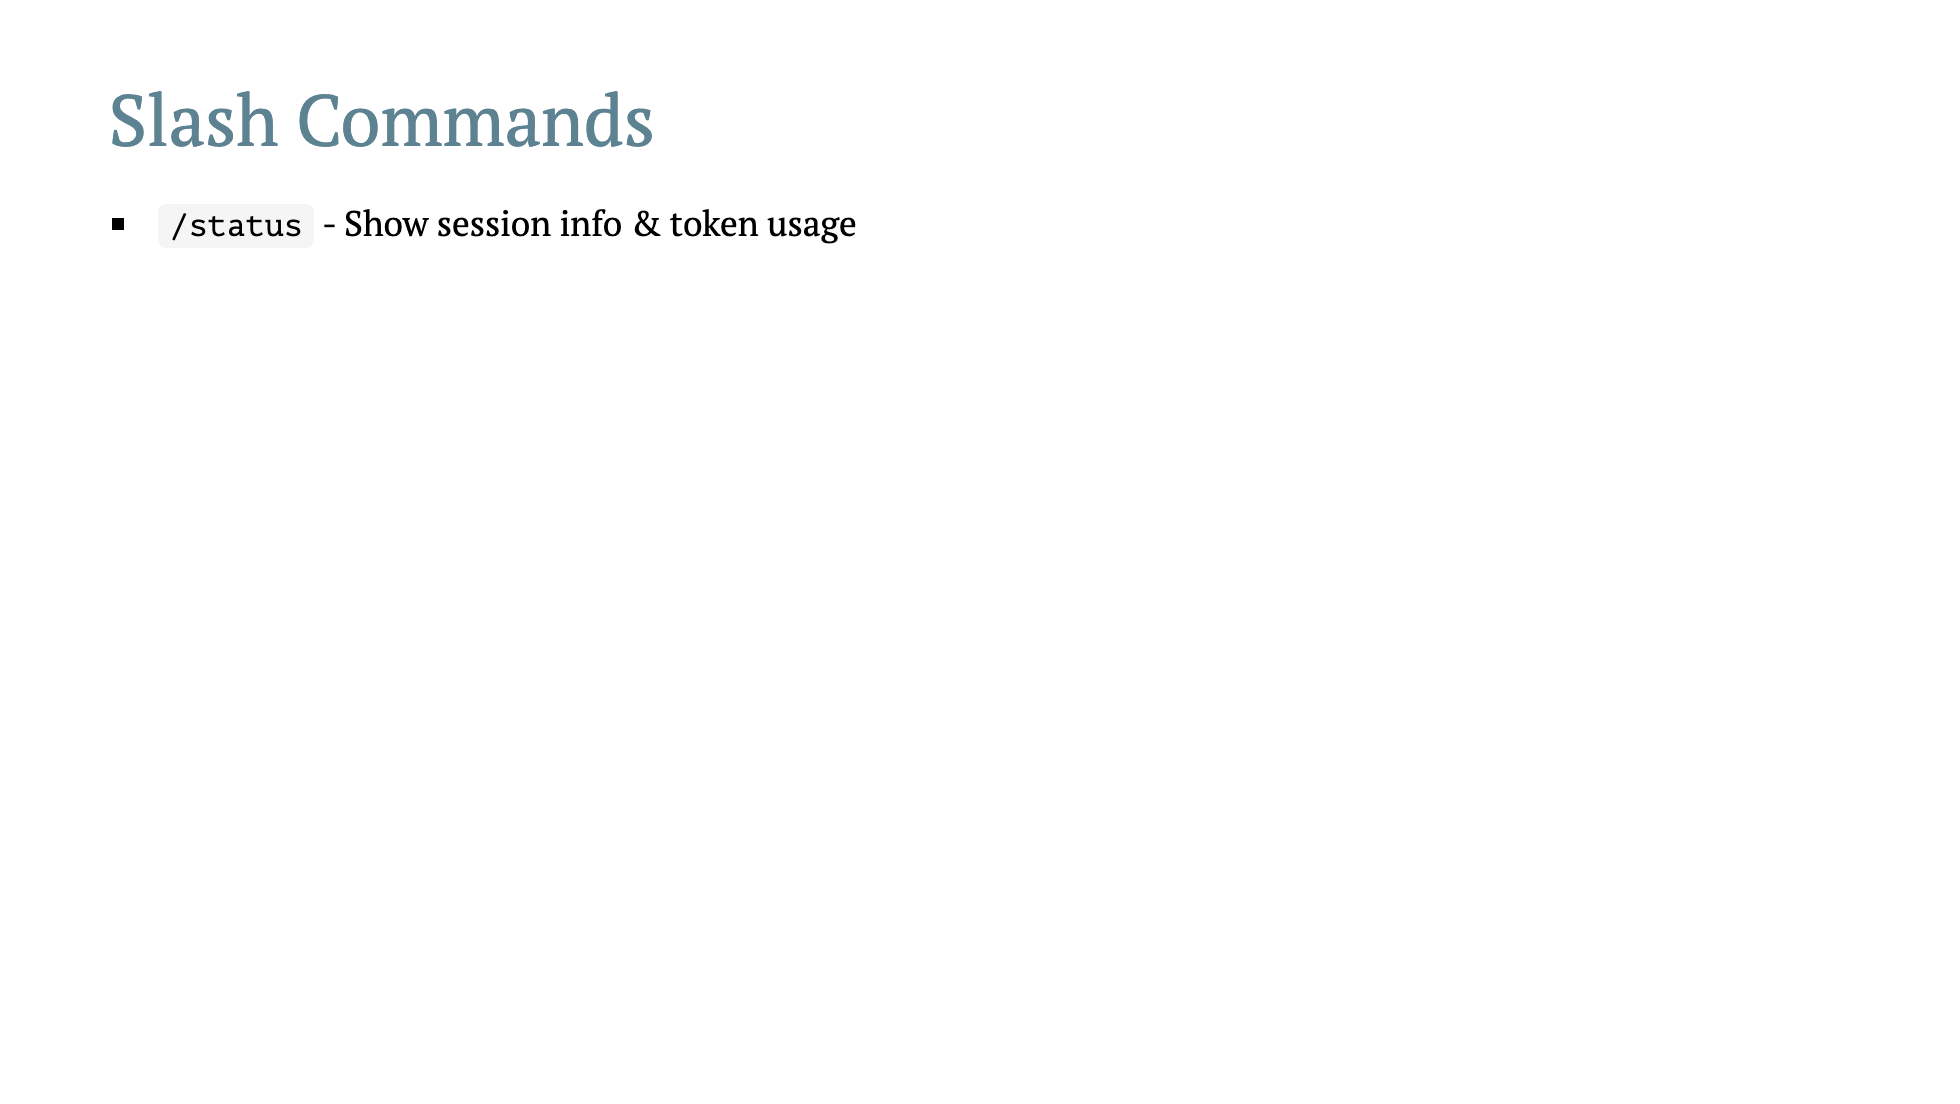 Slash Commands
▪ /status - Show session info & token usage